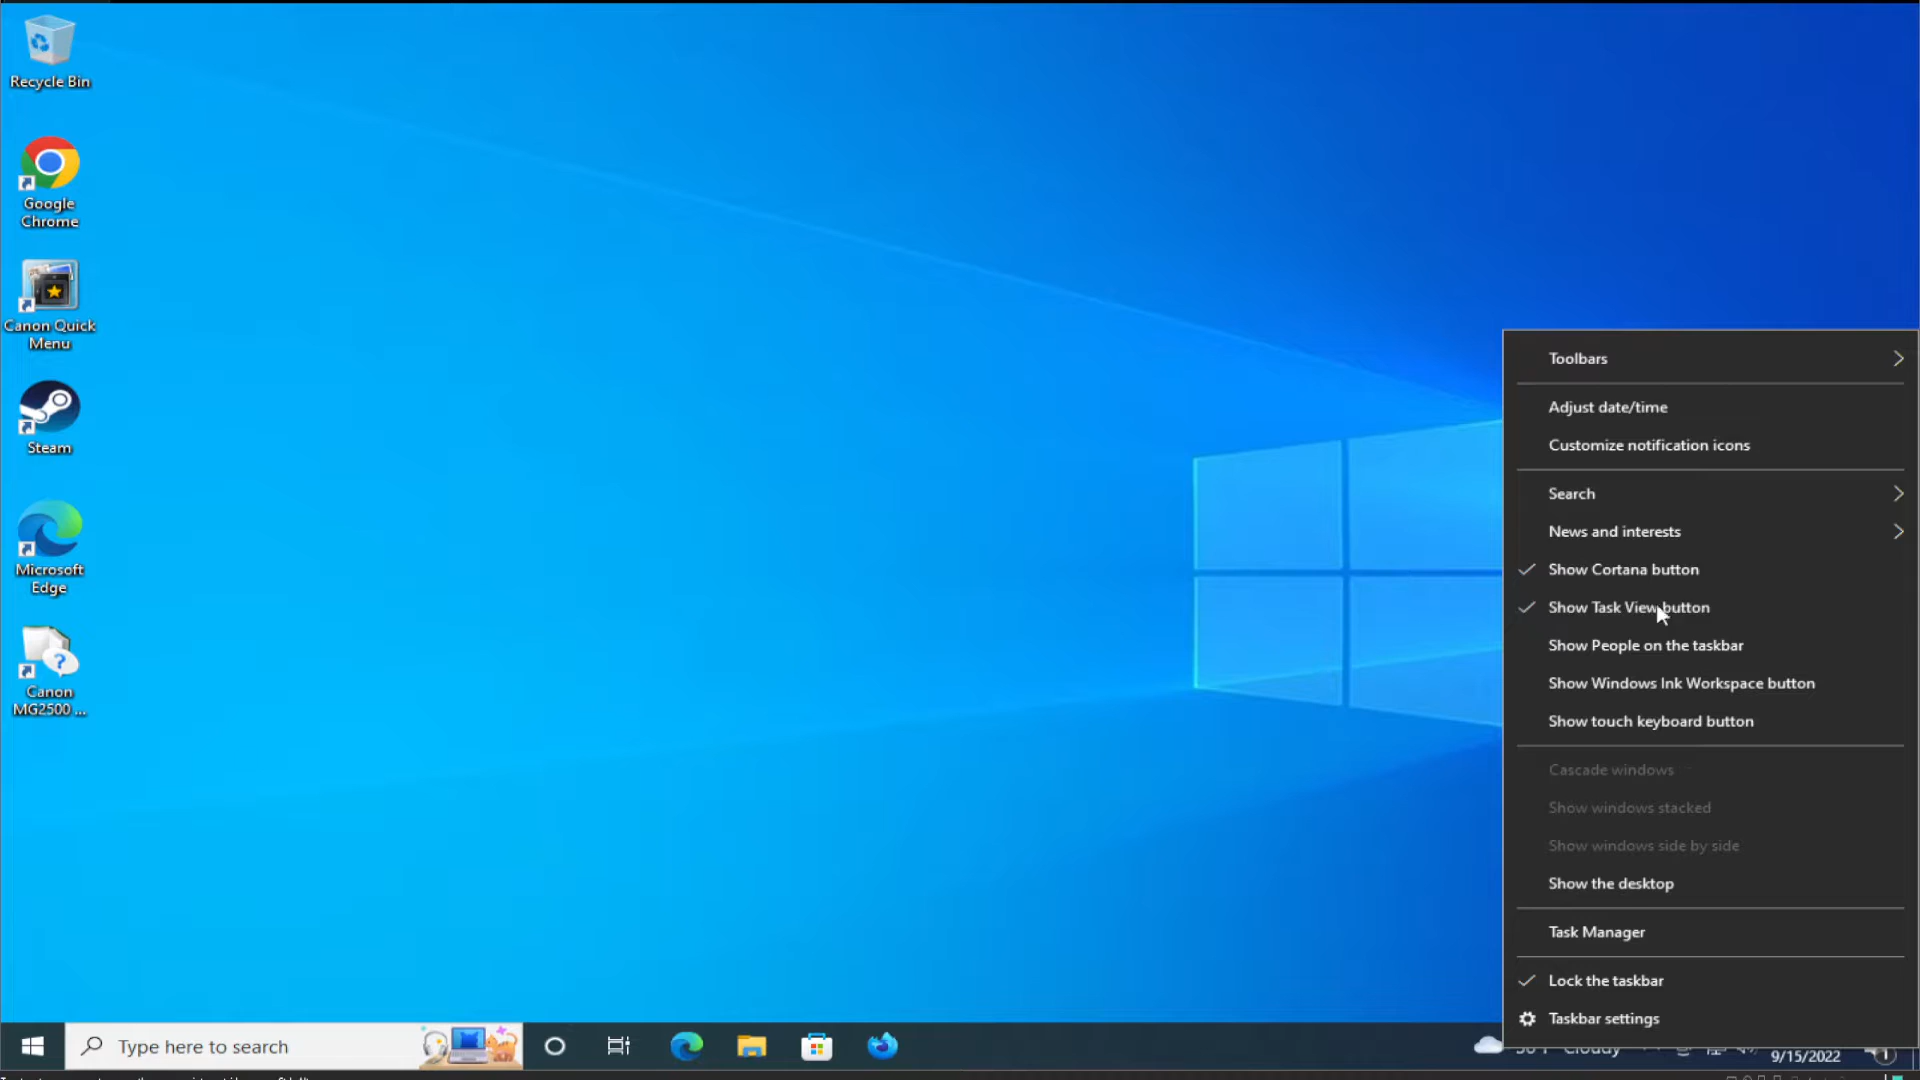 Recycle Bin
Google
Chrome
Canon Quick
Menu
Steam
Microsoft
Edge
Canon
MG2500 ...
Toolbars
Adjust date/time
Customize notification icons
Search
News and interests
Show Cortana button
Show Task View button
Show People on the taskbar
Show Windows Ink Workspace button
Show touch keyboard button
Cascade windows
Show windows stacked
Show windows side by side
Show the desktop
Task Manager
Lock the taskbar
Taskbar settings
Type here to search
Cloudy
9/15/2022
1